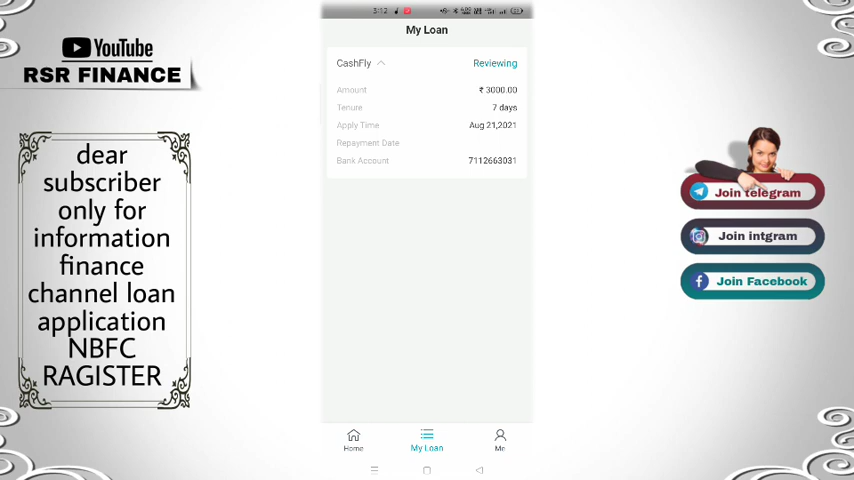 YouTube
RSR FINANCE
dear
subscriber
only for
information
finance
channel loan
application
NBFC
RAGISTER
3:12
My Loan
CashFly
Reviewing
Amount
₹ 3000.00
Tenure
7 days
Apply Time
Aug 21,2021
Repayment Date
Bank Account
7112663031
Home
My Loan
Me
Join telegram
Join intgram
Join Facebook